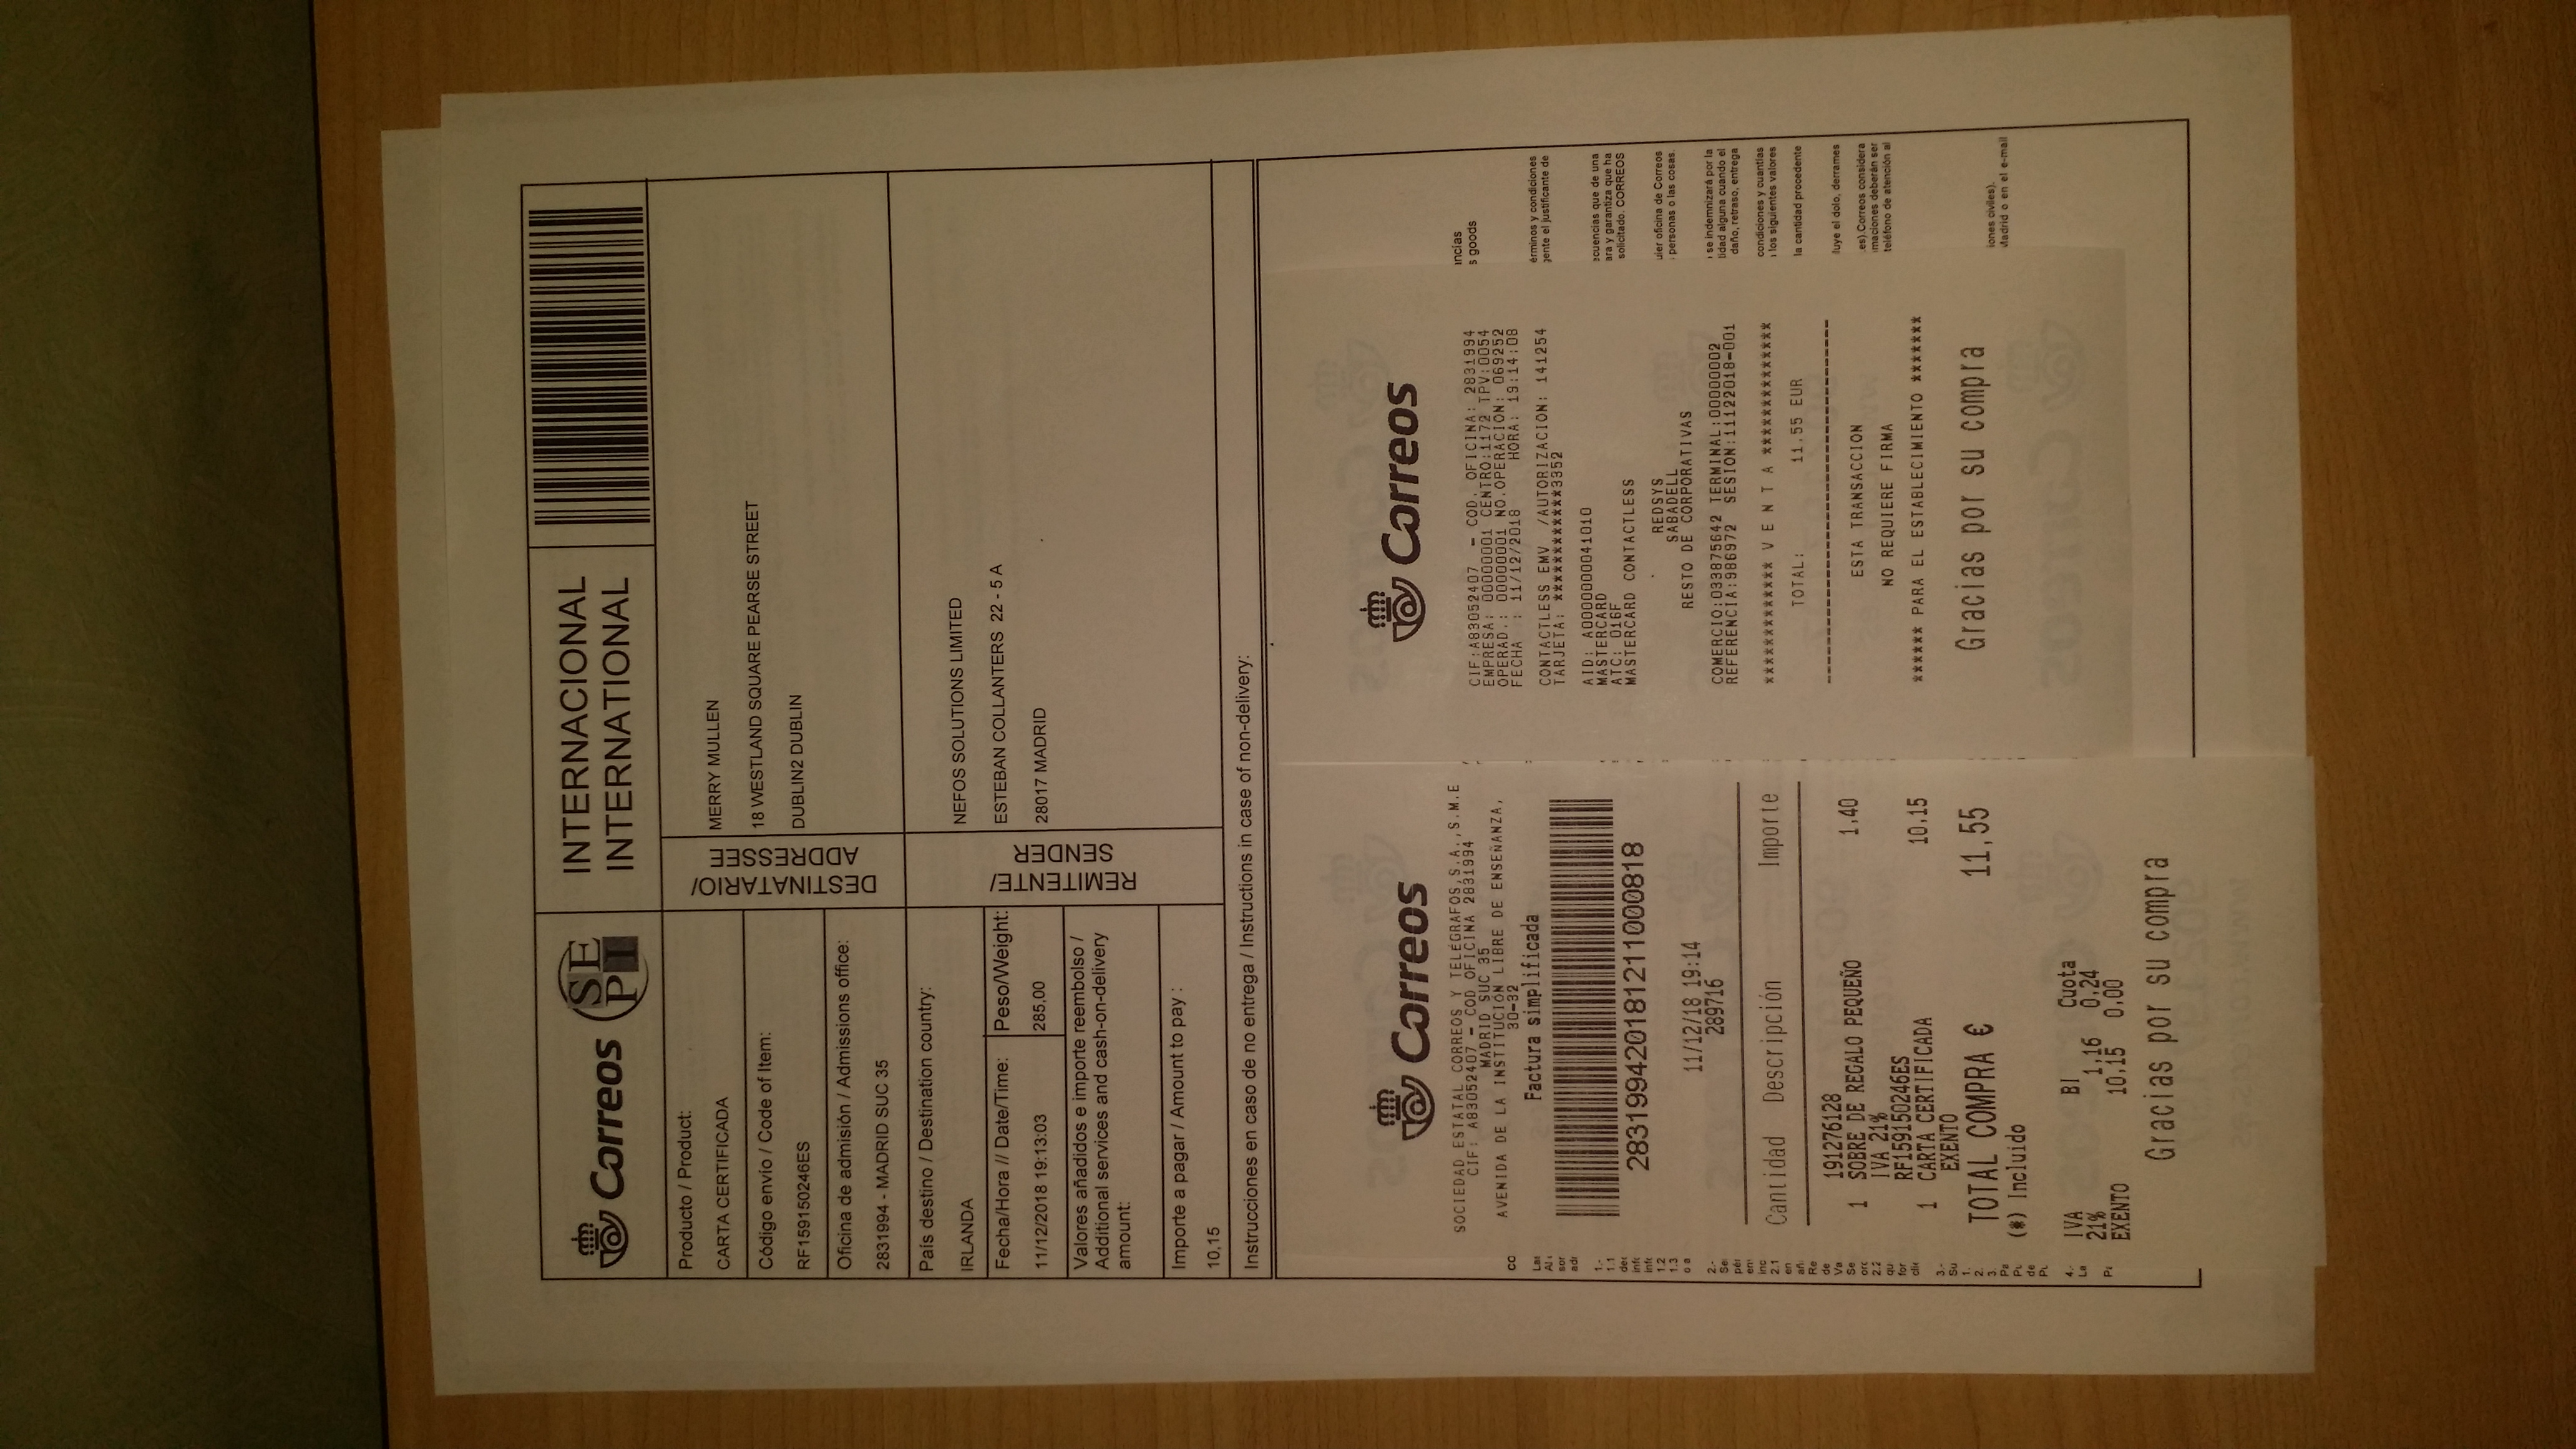 Correos
SEPI
INTERNACIONAL
INTERNATIONAL
Producto / Product:
CARTA CERTIFICADA
Código envío / Code of Item:
RF159150246ES
Oficina de admisión / Admissions office:
2831994 - MADRID SUC 35
País destino / Destination country:
IRLANDA
Fecha/Hora // Date/Time:
11/12/2018 19:13:03
Peso/Weight:
285,00
Valores añadidos e importe reembolso /
Additional services and cash-on-delivery
amount:
Importe a pagar / Amount to pay :
10,15
DESTINATARIO/
ADDRESSEE
MERRY MULLEN
18 WESTLAND SQUARE PEARSE STREET
DUBLIN2 DUBLIN
REMITENTE/
SENDER
NEFOS SOLUTIONS LIMITED
ESTEBAN COLLANTERS 22 - 5 A
28017 MADRID
Instrucciones en caso de no entrega / Instructions in case of non-delivery:
Correos
SOCIEDAD ESTATAL CORREOS Y TELÉGRAFOS,S.A.,S.M.E
CIF: A83052407 - COD OFICINA 2831994
MADRID SUC 35
AVENIDA DE LA INSTITUCIÓN LIBRE DE ENSEÑANZA,
30-32
Factura simplificada
2831994201812111000818
11/12/18 19:14
289716
Cantidad Descripción Importe
191276128
1 SOBRE DE REGALO PEQUEÑO 1,40
IVA 21%
RF159150246ES
1 CARTA CERTIFICADA 10,15
EXENTO
TOTAL COMPRA € 11,55
(*) Incluido
IVA BI Cuota
21% 1,16 0,24
EXENTO 10,15 0,00
Gracias por su compra
Correos
CIF:A83052407 - COD. OFICINA: 2831994
EMPRESA: 00000001 CENTRO:1172 TPV:0054
OPERAD.: 00000001 NO.OPERACION: 069252
FECHA : 11/12/2018 HORA: 19:14:08
CONTACTLESS EMV /AUTORIZACION: 141254
TARJETA: ************3352
AID: A0000000041010
MASTERCARD
ATC: 016F
MASTERCARD CONTACTLESS
REDSYS
SABADELL
RESTO DE CORPORATIVAS
COMERCIO:033875642 TERMINAL:00000002
REFERENCIA:986972 SESION:11122018-001
************ V E N T A ************
TOTAL: 11.55 EUR
ESTA TRANSACCION
NO REQUIERE FIRMA
****** PARA EL ESTABLECIMIENTO ******
Gracias por su compra
goods
érminos y condiciones
el justificante de
que de una
ara y garantiza que ha
solicitado. CORREOS
oficina de Correos
personas o las cosas.
se indemnizará por la
alguna cuando el
daño, retraso, entrega
condiciones y cuantías
los siguientes valores
la cantidad procedente
el dolo, derrames
Correos considera
deberán ser
teléfono de atención al
civiles).
Madrid o en el e-mail